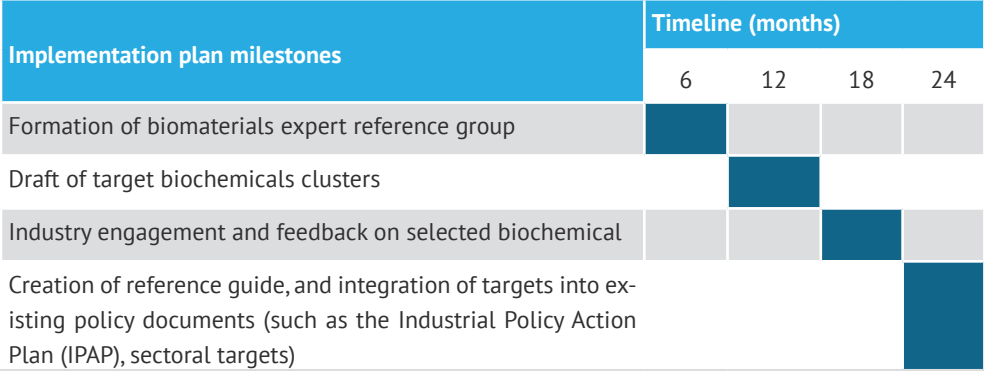 Implementation plan milestones
Timeline (months)
6 12 18 24
Formation of biomaterials expert reference group
Draft of target biochemicals clusters
Industry engagement and feedback on selected biochemical
Creation of reference guide, and integration of targets into ex-
isting policy documents (such as the Industrial Policy Action
Plan (IPAP), sectoral targets)